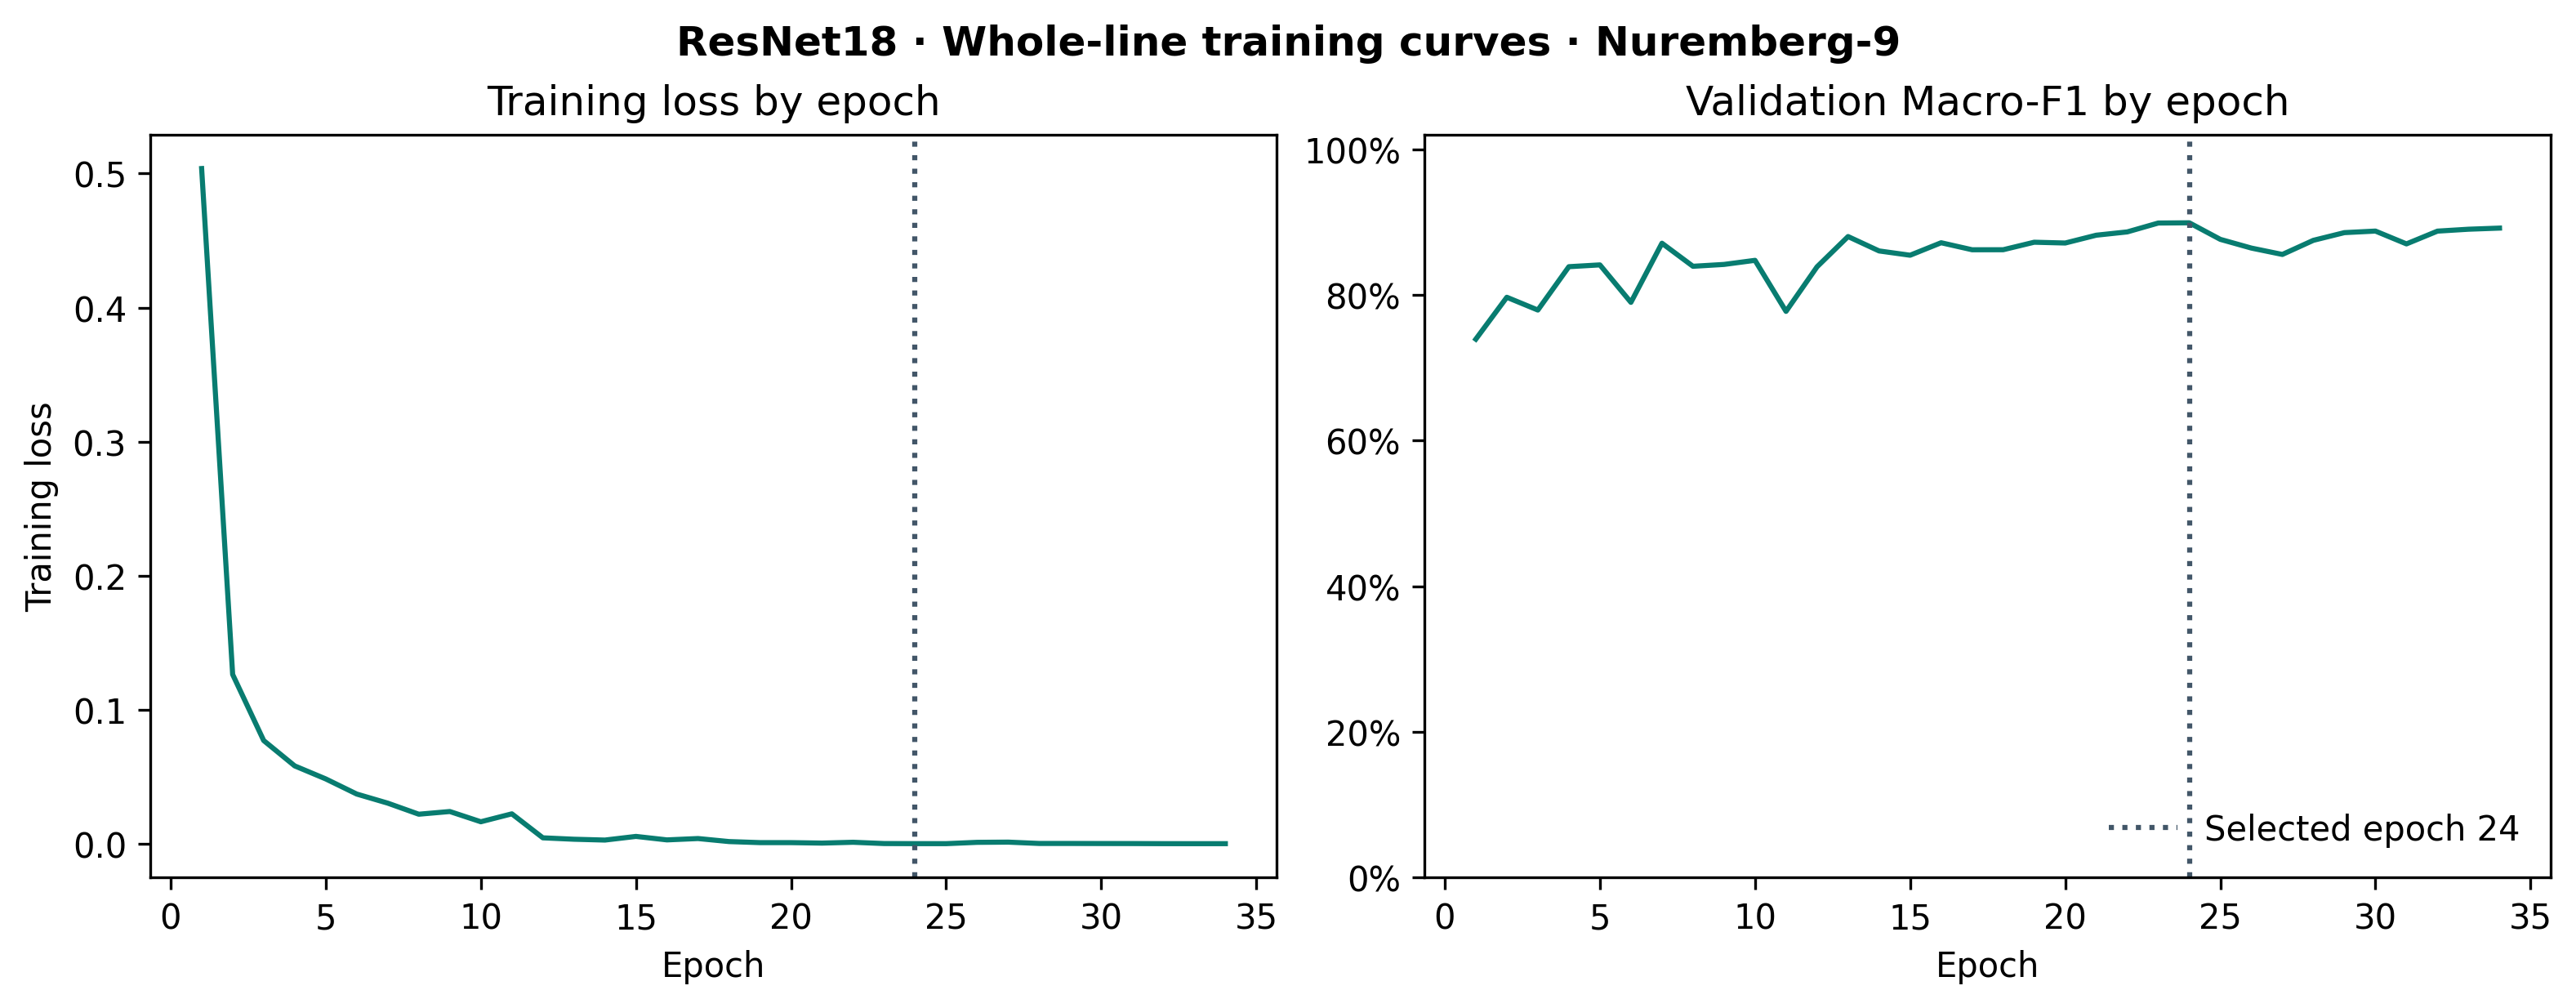 ResNet18 · Whole-line training curves · Nuremberg-9
Training loss by epoch
Training loss
0.5
0.4
0.3
0.2
0.1
0.0
0 5 10 15 20 25 30 35
Epoch
Validation Macro-F1 by epoch
100%
80%
60%
40%
20%
0%
Selected epoch 24
0 5 10 15 20 25 30 35
Epoch